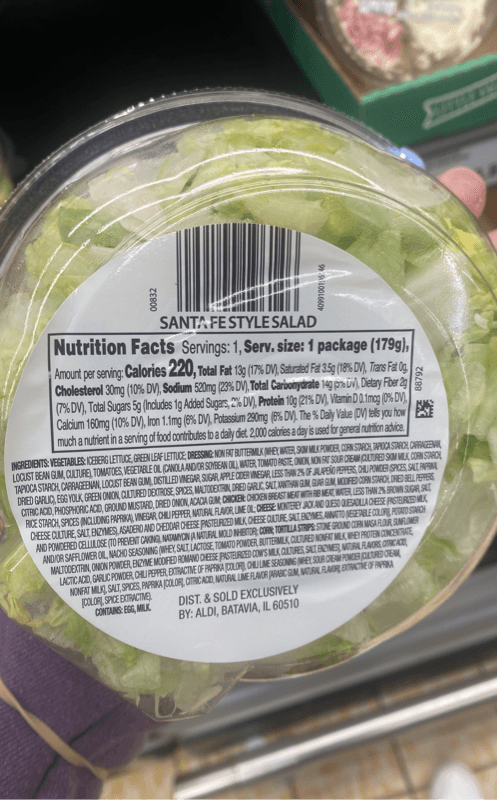 00832
40991001 46
SANTA FE STYLE SALAD
Nutrition Facts Servings: 1, Serv. size: 1 package (179g),
Amount per serving: Calories 220, Total Fat 13g (17% DV), Saturated Fat 3.5g (18% DV), Trans Fat 0g,
Cholesterol 30mg (10% DV), Sodium 520mg (23% DV), Total Carbohydrate 14g (5% DV), Dietary Fiber 2g
(7% DV), Total Sugars 5g (Includes 1g Added Sugars, 2% DV), Protein 10g (21% DV), Vitamin D 0.1mcg (0% DV),
Calcium 160mg (10% DV), Iron 1.1mg (6% DV), Potassium 290mg (6% DV). The % Daily Value (DV) tells you how
much a nutrient in a serving of food contributes to a daily diet. 2,000 calories a day is used for general nutrition advice.
88792
INGREDIENTS: VEGETABLES: ICEBERG LETTUCE, GREEN LEAF LETTUCE; DRESSING: NON FAT BUTTERMILK (WHEY, WATER, SKIM MILK POWDER, CORN STARCH, TAPIOCA STARCH, CARRAGEENAN,
LOCUST BEAN GUM, CULTURE), TOMATOES, VEGETABLE OIL (CANOLA AND/OR SOYBEAN OIL), WATER, TOMATO PASTE, ONION, NON FAT SOUR CREAM (CULTURED SKIM MILK, CORN STARCH,
TAPIOCA STARCH, CARRAGEENAN, LOCUST BEAN GUM), DISTILLED VINEGAR, SUGAR, APPLE CIDER VINEGAR, LESS THAN 2% OF JALAPEÑO PEPPERS, CHILI POWDER (SPICES, SALT, PAPRIKA,
DRIED GARLIC), EGG YOLK, GREEN ONION, CULTURED DEXTROSE, SPICES, MALTODEXTRIN, DRIED GARLIC, SALT, XANTHAN GUM, GUAR GUM, MODIFIED CORN STARCH, DRIED BELL PEPPERS,
CITRIC ACID, PHOSPHORIC ACID, GROUND MUSTARD, DRIED ONION, ACACIA GUM; CHICKEN: CHICKEN BREAST MEAT WITH RIB MEAT, WATER, LESS THAN 2% BROWN SUGAR, SALT,
RICE STARCH, SPICES (INCLUDING PAPRIKA), VINEGAR, CHILI PEPPER, NATURAL FLAVOR, LIME OIL; CHEESE: MONTEREY JACK AND QUESO QUESADILLA CHEESE (PASTEURIZED MILK,
CHEESE CULTURE, SALT, ENZYMES), ASADERO AND CHEDDAR CHEESE (PASTEURIZED MILK, CHEESE CULTURE, SALT, ENZYMES, ANNATTO (VEGETABLE COLOR)), POTATO STARCH
AND POWDERED CELLULOSE (TO PREVENT CAKING), NATAMYCIN (A NATURAL MOLD INHIBITOR); CORN TORTILLA STRIPS: STONE GROUND CORN MASA FLOUR, SUNFLOWER
AND/OR SAFFLOWER OIL, NACHO SEASONING (WHEY, SALT, LACTOSE, TOMATO POWDER, BUTTERMILK, CULTURED NONFAT MILK, WHEY PROTEIN CONCENTRATE,
MALTODEXTRIN, ONION POWDER, ENZYME MODIFIED ROMANO CHEESE [PASTEURIZED COW'S MILK, CULTURES, SALT, ENZYMES], NATURAL FLAVORS, CITRIC ACID,
LACTIC ACID, GARLIC POWDER, CHILI PEPPER, EXTRACTIVE OF PAPRIKA [COLOR]), CHILI LIME SEASONING (WHEY, SOUR CREAM POWDER [CULTURED CREAM,
NONFAT MILK], SALT, SPICES, PAPRIKA [COLOR], CITRIC ACID, NATURAL LIME FLAVOR [ARABIC GUM, NATURAL FLAVOR], EXTRACTIVE OF PAPRIKA
[COLOR], SPICE EXTRACTIVE).
CONTAINS: EGG, MILK.
DIST. & SOLD EXCLUSIVELY
BY: ALDI, BATAVIA, IL 60510